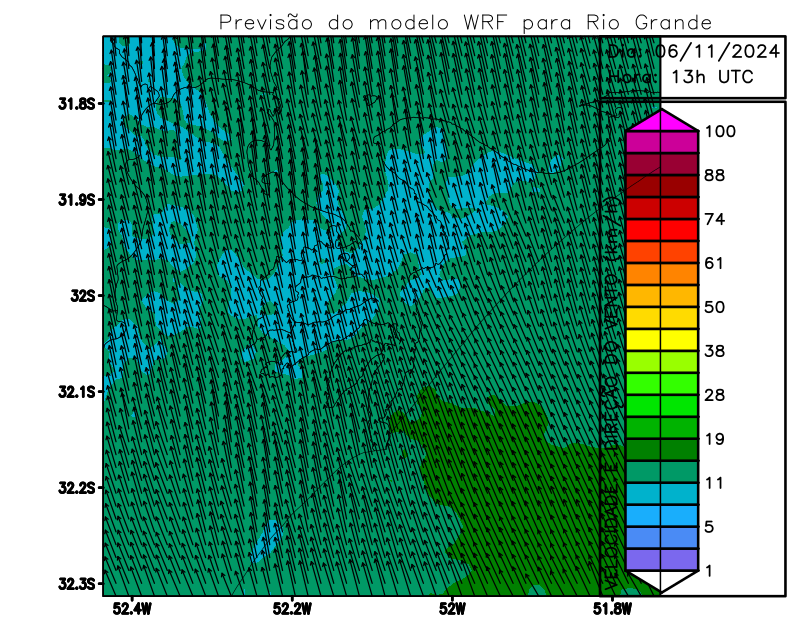 Previsão do modelo WRF para Rio Grande
Dia: 06/11/2024
Hora: 13h UTC
31.8S
31.9S
32S
32.1S
32.2S
32.3S
52.4W
52.2W
52W
51.8W
VELOCIDADE E DIREÇÃO DO VENTO (km/h)
100
88
74
61
50
38
28
19
11
5
1